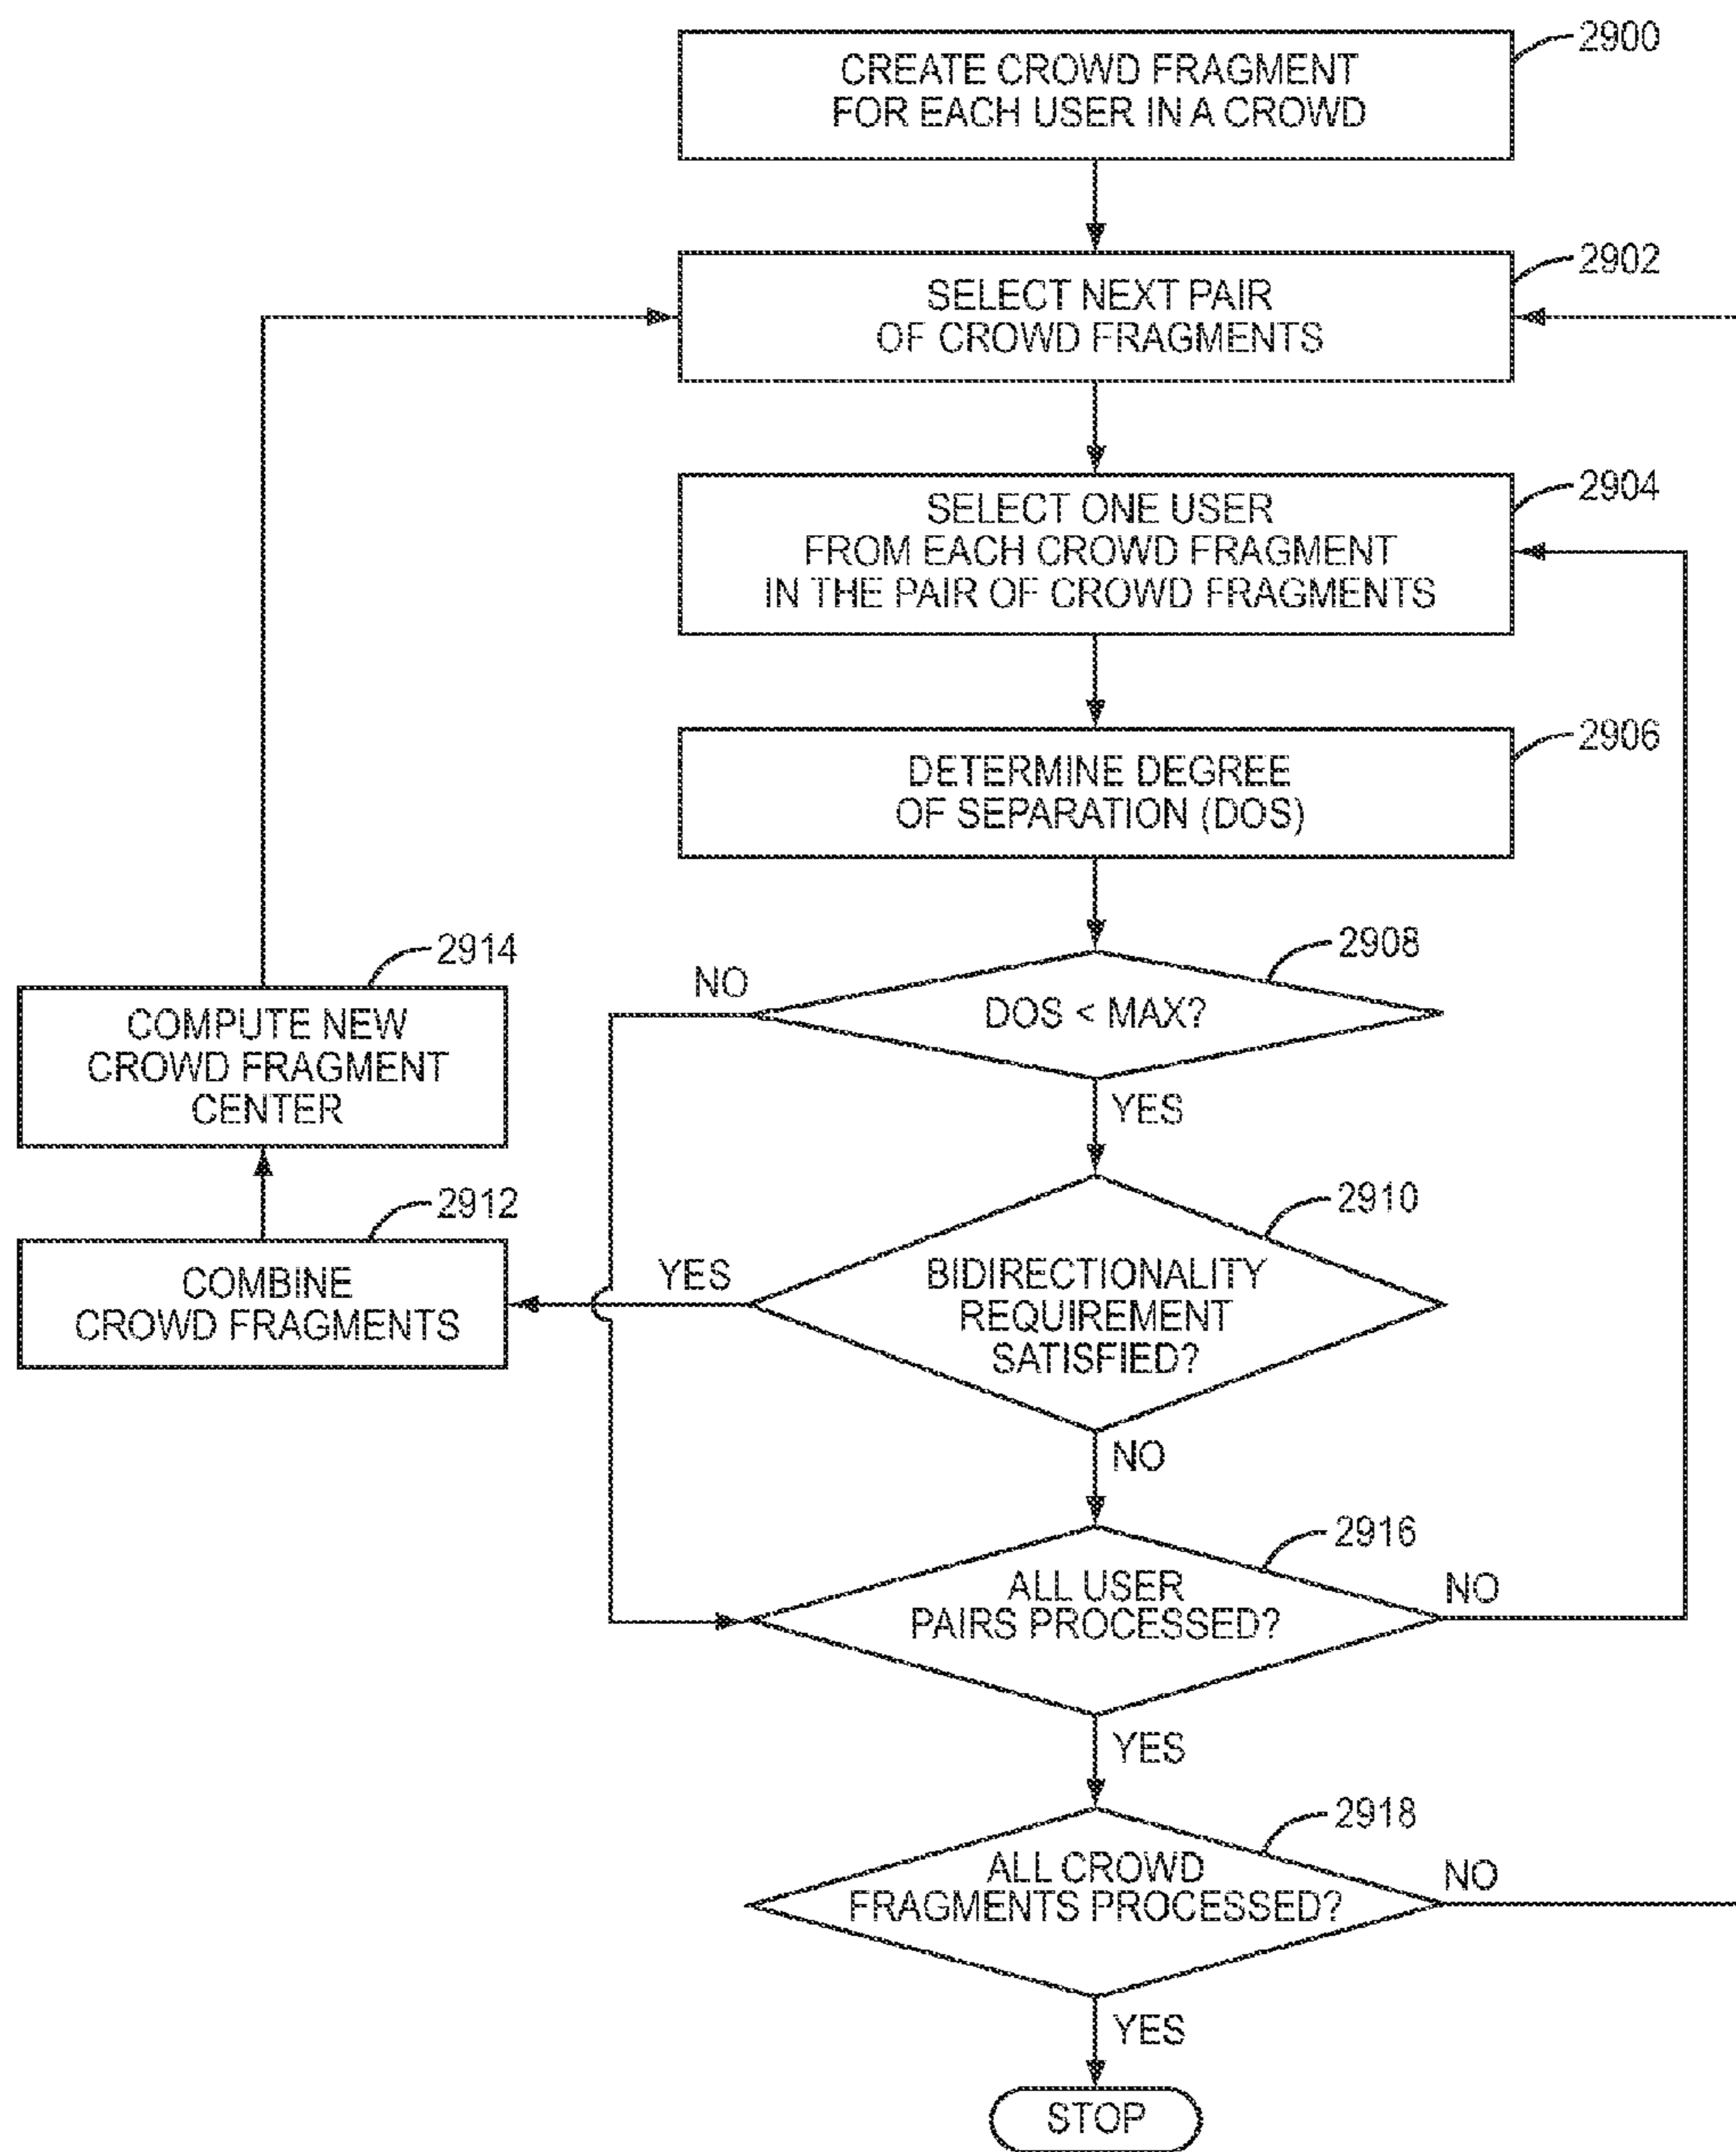 2900
CREATE CROWD FRAGMENT
FOR EACH USER IN A CROWD
2902
SELECT NEXT PAIR
OF CROWD FRAGMENTS
2904
SELECT ONE USER
FROM EACH CROWD FRAGMENT
IN THE PAIR OF CROWD FRAGMENTS
2906
DETERMINE DEGREE
OF SEPARATION (DOS)
2908
NO
DOS < MAX?
YES
2914
COMPUTE NEW
CROWD FRAGMENT
CENTER
2910
BIDIRECTIONALITY
REQUIREMENT
SATISFIED?
YES
NO
2912
COMBINE
CROWD FRAGMENTS
2916
ALL USER
PAIRS PROCESSED?
NO
YES
2918
ALL CROWD
FRAGMENTS PROCESSED?
NO
YES
STOP